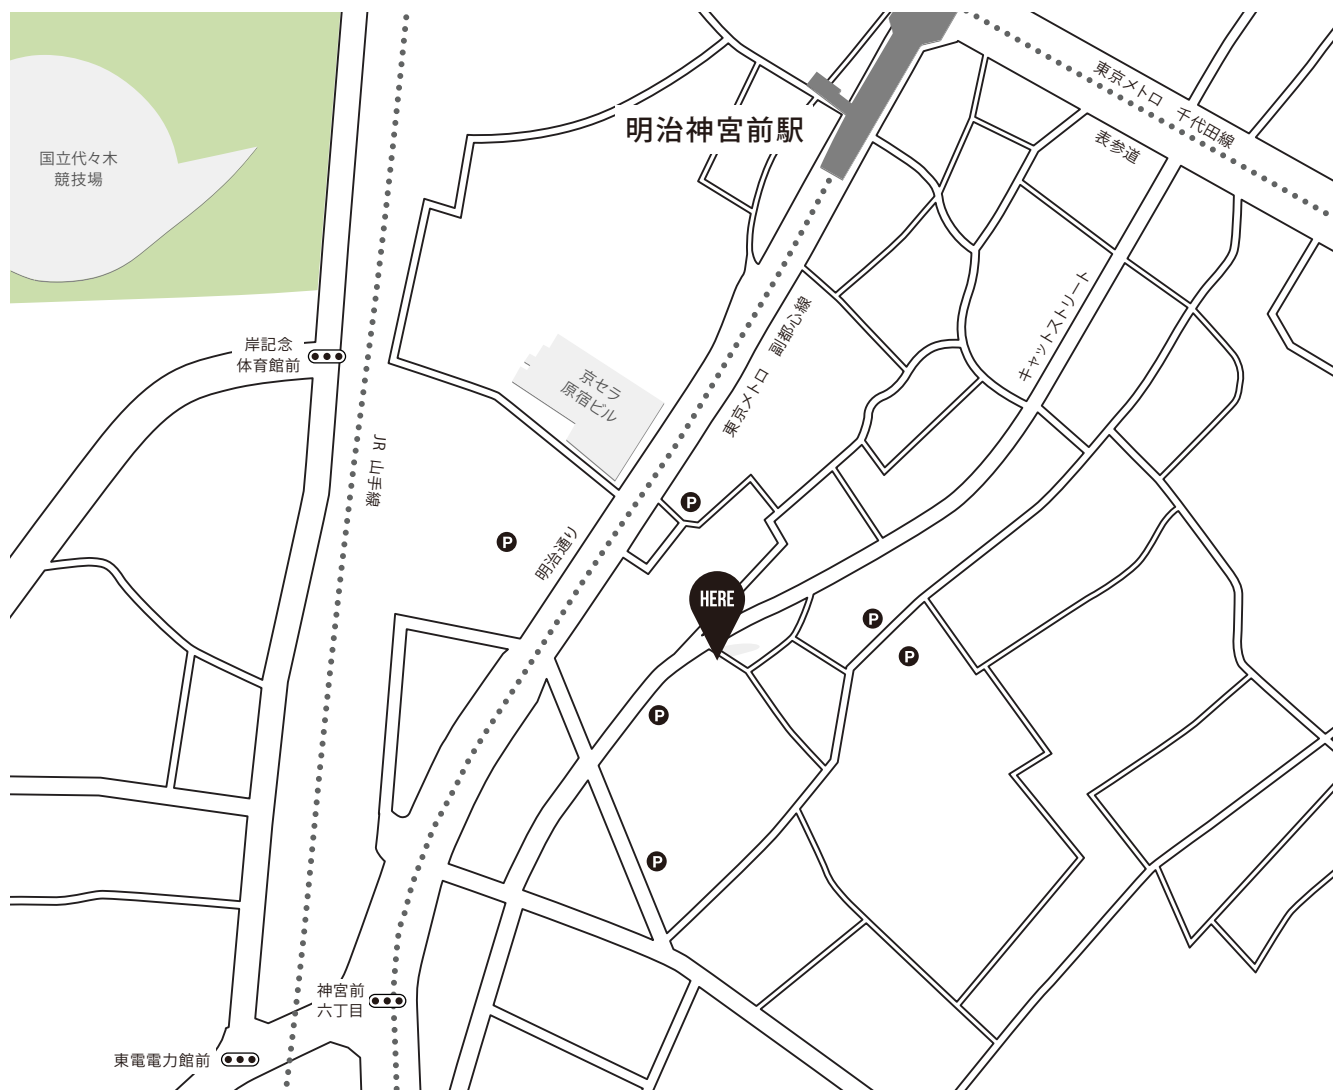 東京メトロ 千代田線
明治神宮前駅
表参道
国立代々木
競技場
キャットストリート
東京メトロ 副都心線
岸記念
体育館前
京セラ
原宿ビル
JR 山手線
P
P
明治通り
HERE
P
P
P
P
神宮前
六丁目
東電電力館前